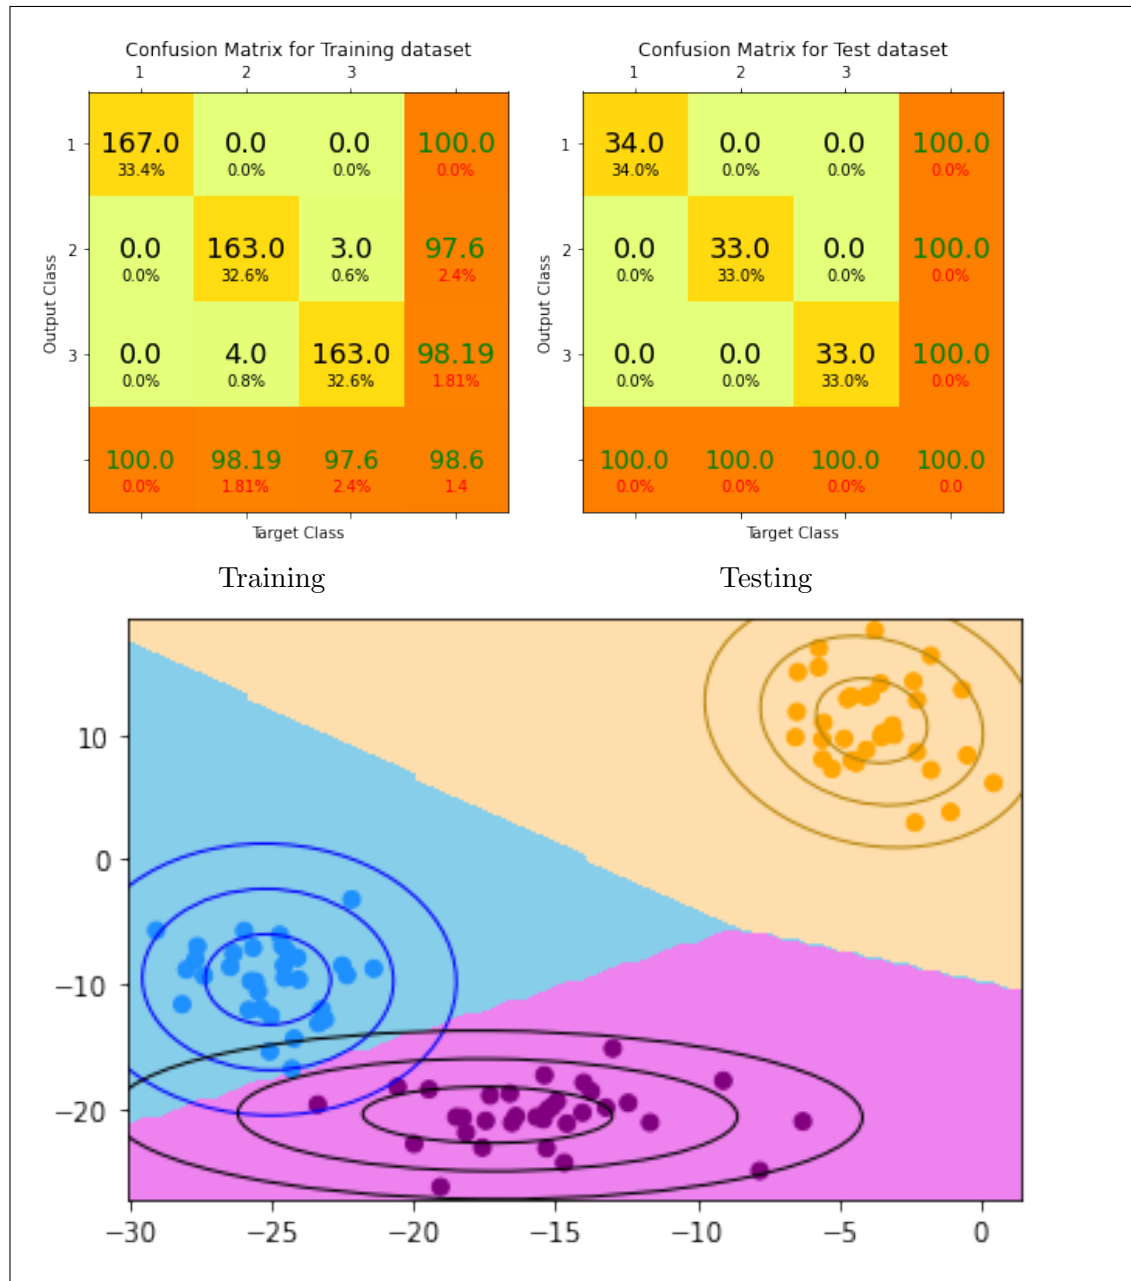 Confusion Matrix for Training dataset
1 2 3
Output Class
1 167.0 0.0 0.0 100.0
33.4% 0.0% 0.0% 0.0%
2 0.0 163.0 3.0 97.6
0.0% 32.6% 0.6% 2.4%
3 0.0 4.0 163.0 98.19
0.0% 0.8% 32.6% 1.81%
100.0 98.19 97.6 98.6
0.0% 1.81% 2.4% 1.4
Target Class
Training
Confusion Matrix for Test dataset
1 2 3
Output Class
1 34.0 0.0 0.0 100.0
34.0% 0.0% 0.0% 0.0%
2 0.0 33.0 0.0 100.0
0.0% 33.0% 0.0% 0.0%
3 0.0 0.0 33.0 100.0
0.0% 0.0% 33.0% 0.0%
100.0 100.0 100.0 100.0
0.0% 0.0% 0.0% 0.0
Target Class
Testing
10
0
−10
−20
−30 −25 −20 −15 −10 −5 0